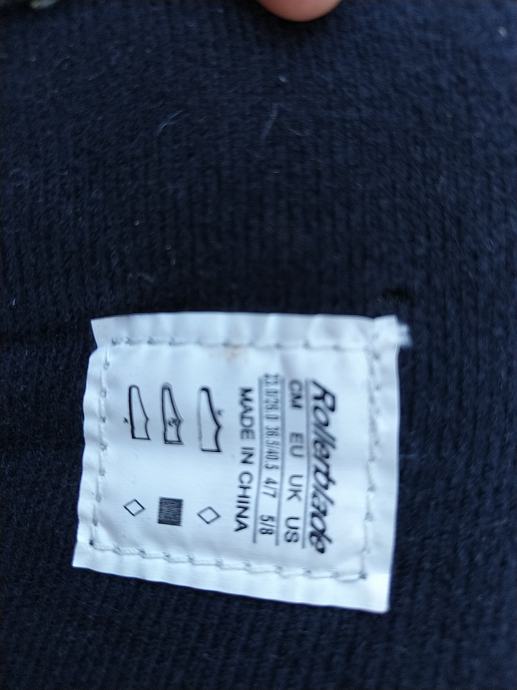 Rollerblade
CM EU UK US
23.0/26.0 36.5/40.5 4/7 5/8
MADE IN CHINA